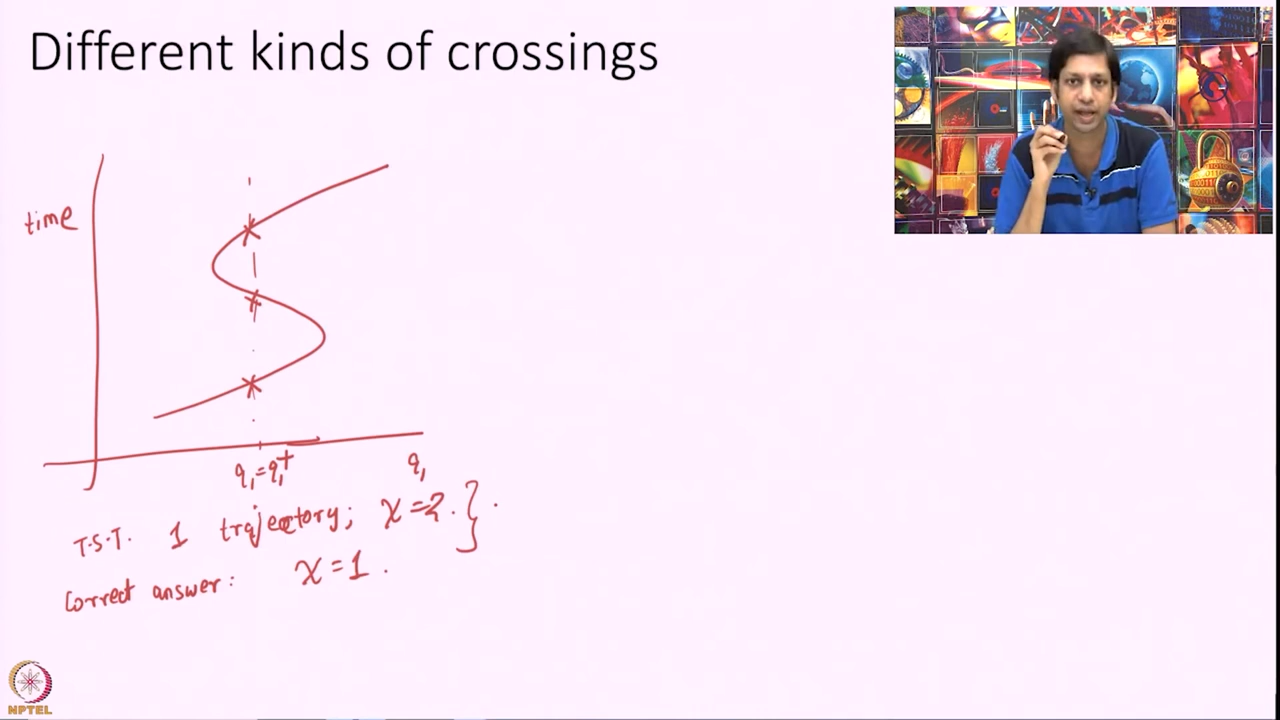 Different kinds of crossings
time
q₁=q₁‡
q₁
T.S.T. 1 trajectory; χ=2. } .
Correct answer: χ=1.
NPTEL